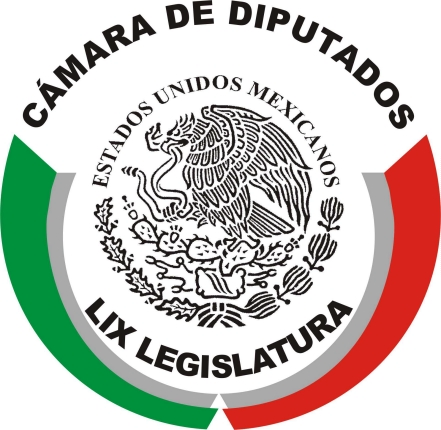 CÁMARA DE DIPUTADOS
ESTADOS UNIDOS MEXICANOS
LIX LEGISLATURA